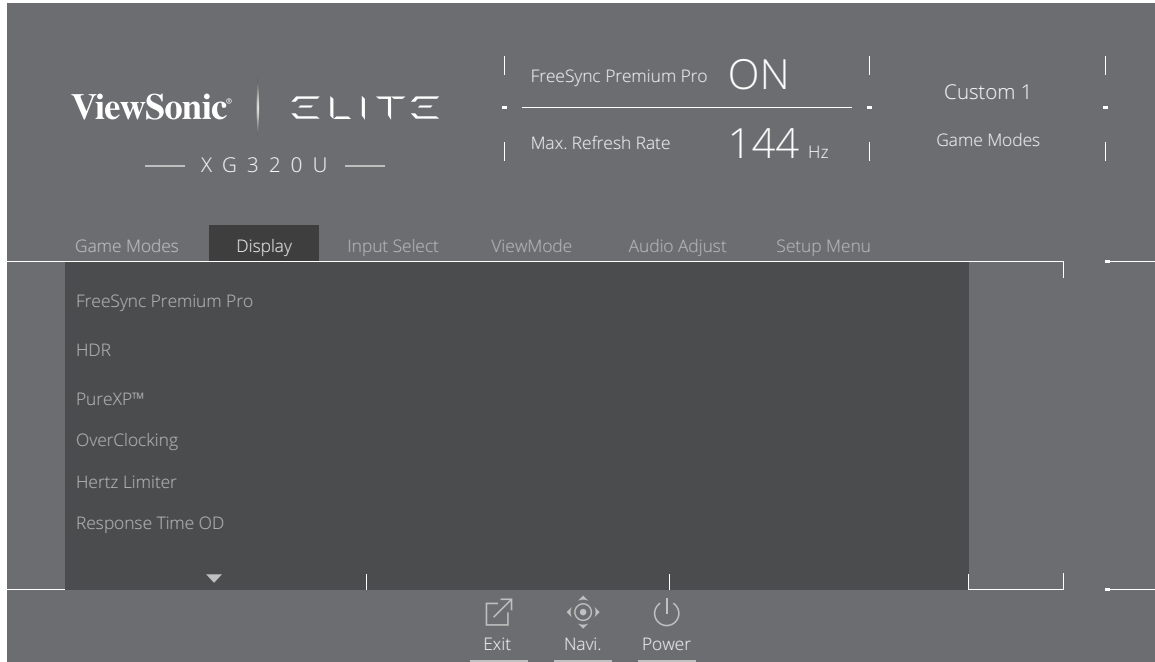 ViewSonic® ELITE
XG320U
FreeSync Premium Pro ON
Max. Refresh Rate 144 Hz
Custom 1
Game Modes
Game Modes Display Input Select ViewMode Audio Adjust Setup Menu
FreeSync Premium Pro
HDR
PureXP™
OverClocking
Hertz Limiter
Response Time OD
Exit Navi. Power